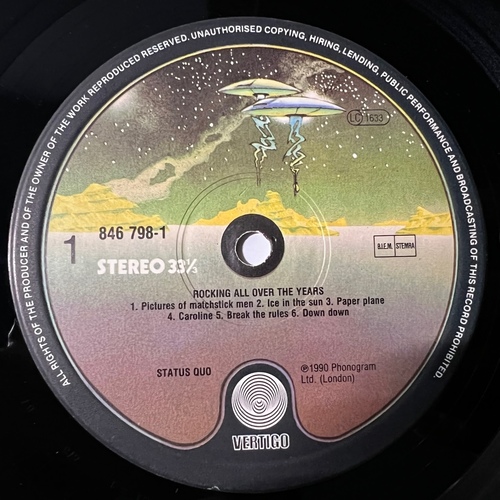 ALL RIGHTS OF THE PRODUCER AND OF THE OWNER OF THE WORK REPRODUCED RESERVED. UNAUTHORISED COPYING, HIRING, LENDING, PUBLIC PERFORMANCE AND BROADCASTING OF THIS RECORD PROHIBITED.
LC 1633
1
846 798-1
STEREO 33⅓
B.I.E.M. STEMRA
ROCKING ALL OVER THE YEARS
1. Pictures of matchstick men 2. Ice in the sun 3. Paper plane
4. Caroline 5. Break the rules 6. Down down
STATUS QUO
℗1990 Phonogram
Ltd. (London)
VERTIGO